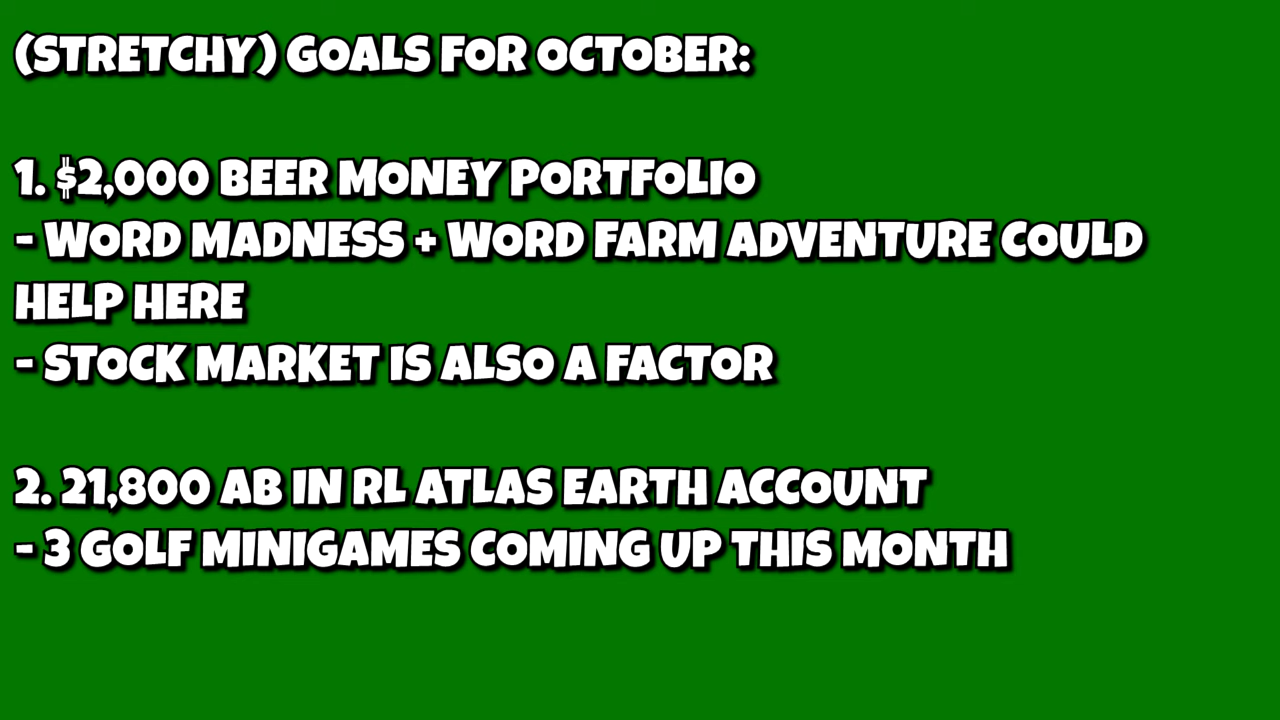 (STRETCHY) GOALS FOR OCTOBER:
1. $2,000 BEER MONEY PORTFOLIO
- WORD MADNESS + WORD FARM ADVENTURE COULD
HELP HERE
- STOCK MARKET IS ALSO A FACTOR
2. 21,800 AB IN RL ATLAS EARTH ACCOUNT
- 3 GOLF MINIGAMES COMING UP THIS MONTH